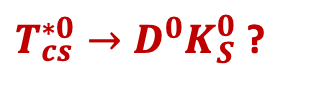 T*0cs → D0K0S ?